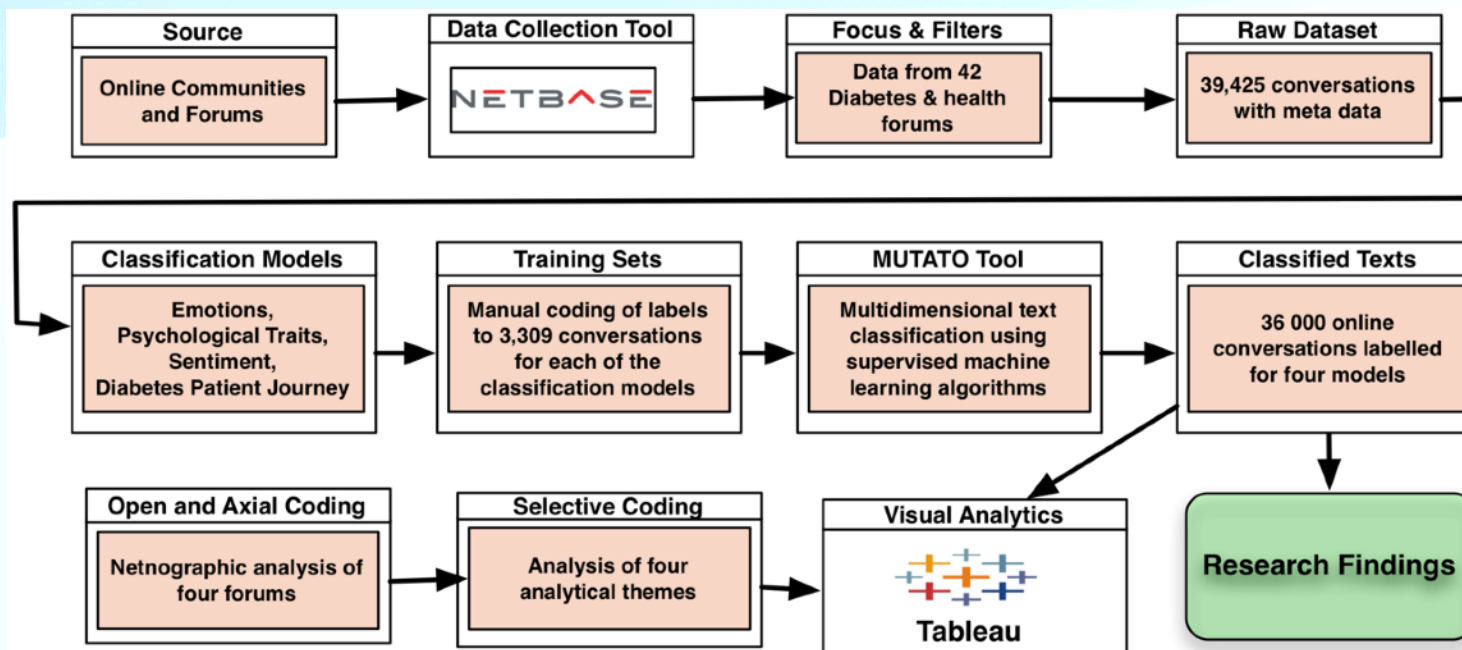 Source
Online Communities
and Forums
Data Collection Tool
NETBASE
Focus & Filters
Data from 42
Diabetes & health
forums
Raw Dataset
39,425 conversations
with meta data
Classification Models
Emotions,
Psychological Traits,
Sentiment,
Diabetes Patient Journey
Training Sets
Manual coding of labels
to 3,309 conversations
for each of the
classification models
MUTATO Tool
Multidimensional text
classification using
supervised machine
learning algorithms
Classified Texts
36 000 online
conversations labelled
for four models
Open and Axial Coding
Netnographic analysis of
four forums
Selective Coding
Analysis of four
analytical themes
Visual Analytics
Tableau
Research Findings